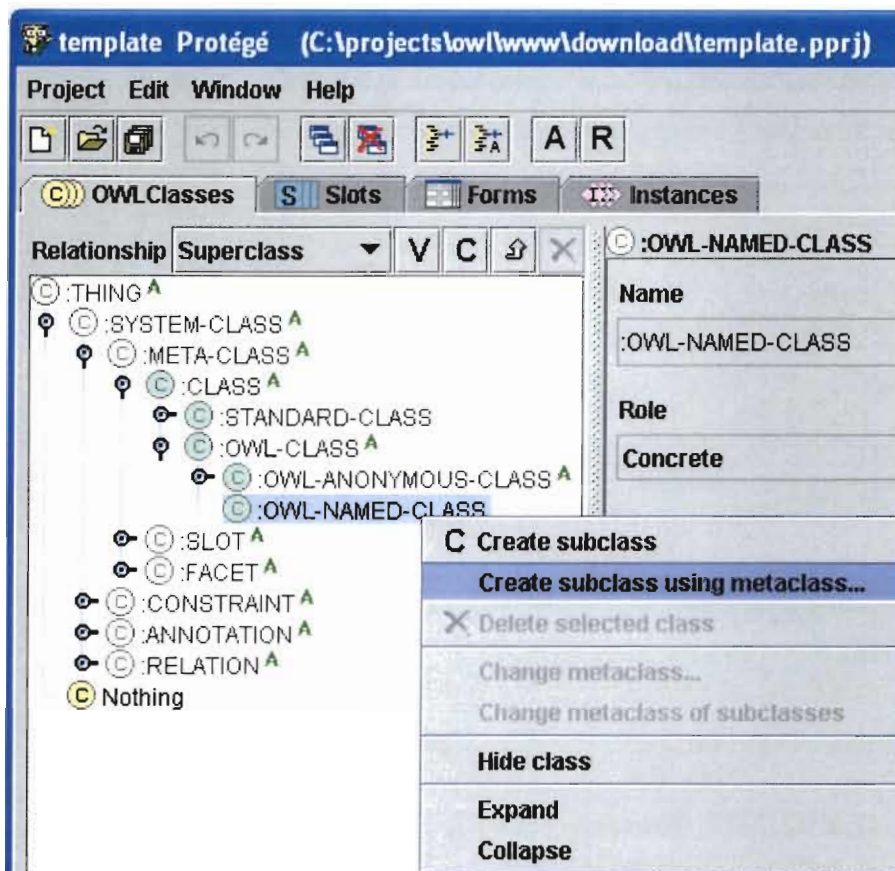 template Protégé (C:\projects\owl\www\download\template.pprj)
Project Edit Window Help
A R
C OWLClasses S Slots Forms I Instances
Relationship Superclass V C
C :OWL-NAMED-CLASS
Name
:OWL-NAMED-CLASS
Role
Concrete
C :THING A
C :SYSTEM-CLASS A
C :META-CLASS A
C :CLASS A
C :STANDARD-CLASS
C :OWL-CLASS A
C :OWL-ANONYMOUS-CLASS A
C :OWL-NAMED-CLASS
C :SLOT A
C :FACET A
C :CONSTRAINT A
C :ANNOTATION A
C :RELATION A
C Nothing
C Create subclass
Create subclass using metaclass...
Delete selected class
Change metaclass...
Change metaclass of subclasses
Hide class
Expand
Collapse